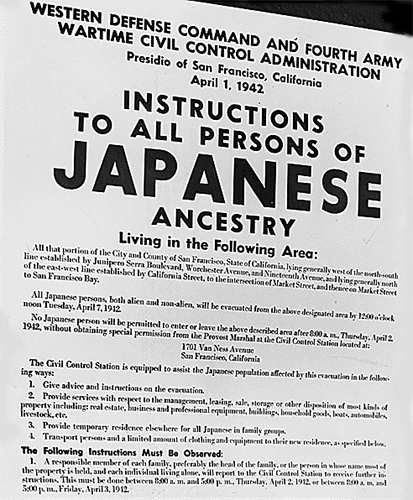 WESTERN DEFENSE COMMAND AND FOURTH ARMY
WARTIME CIVIL CONTROL ADMINISTRATION
Presidio of San Francisco, California
April 1, 1942
INSTRUCTIONS
TO ALL PERSONS OF
JAPANESE
ANCESTRY
Living in the Following Area:
All that portion of the City and County of San Francisco, State of California, lying generally west of the north-south
line established by Junipero Serra Boulevard, Worchester Avenue, and Nineteenth Avenue, and lying generally north
of the east-west line established by California Street, to the intersection of Market Street, and thence on Market Street
to San Francisco Bay.
All Japanese persons, both alien and non-alien, will be evacuated from the above designated area by 12:00 o'clock
noon Tuesday, April 7, 1942.
No Japanese person will be permitted to enter or leave the above described area after 8:00 a. m., Thursday, April 2,
1942, without obtaining special permission from the Provost Marshal at the Civil Control Station located at:
1701 Van Ness Avenue
San Francisco, California
The Civil Control Station is equipped to assist the Japanese population affected by this evacuation in the follow-
ing ways:
1. Give advice and instructions on the evacuation.
2. Provide services with respect to the management, leasing, sale, storage or other disposition of most kinds of
property including: real estate, business and professional equipment, buildings, household goods, boats, automobiles,
livestock, etc.
3. Provide temporary residence elsewhere for all Japanese in family groups.
4. Transport persons and a limited amount of clothing and equipment to their new residence, as specified below.
The Following Instructions Must Be Observed:
1. A responsible member of each family, preferably the head of the family, or the person in whose name most of
the property is held, and each individual living alone, will report to the Civil Control Station to receive further in-
structions. This must be done between 8:00 a. m. and 5:00 p. m., Thursday, April 2, 1942, or between 8:00 a. m. and
5:00 p. m., Friday, April 3, 1942.